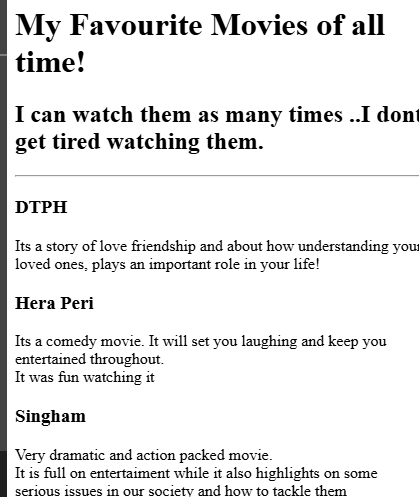 My Favourite Movies of all
time!
I can watch them as many times ..I dont
get tired watching them.
DTPH
Its a story of love friendship and about how understanding your
loved ones, plays an important role in your life!
Hera Peri
Its a comedy movie. It will set you laughing and keep you
entertained throughout.
It was fun watching it
Singham
Very dramatic and action packed movie.
It is full on entertaiment while it also highlights on some
serious issues in our society and how to tackle them